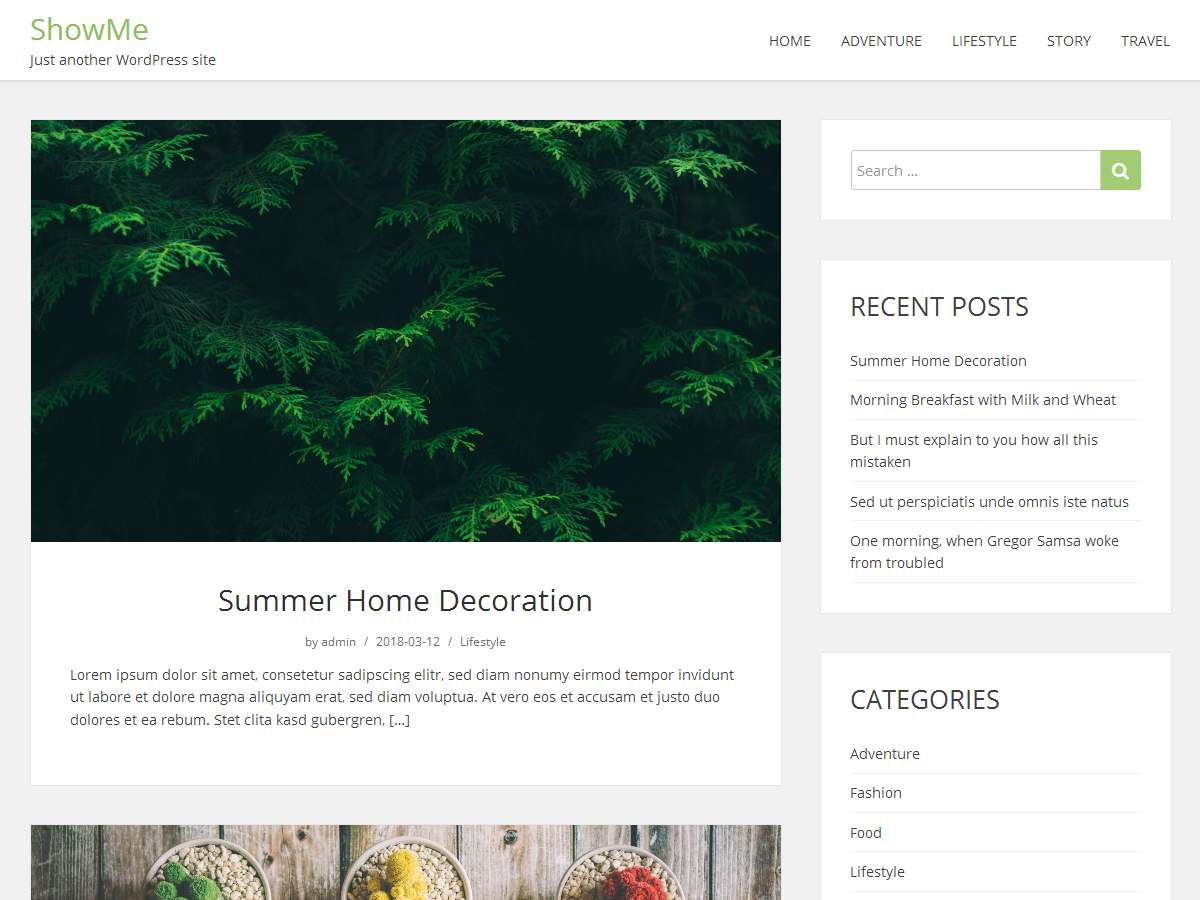 ShowMe
Just another WordPress site
HOME ADVENTURE LIFESTYLE STORY TRAVEL
Summer Home Decoration
by admin / 2018-03-12 / Lifestyle
Lorem ipsum dolor sit amet, consetetur sadipscing elitr, sed diam nonumy eirmod tempor invidunt
ut labore et dolore magna aliquyam erat, sed diam voluptua. At vero eos et accusam et justo duo
dolores et ea rebum. Stet clita kasd gubergren, […]
Search …
RECENT POSTS
Summer Home Decoration
Morning Breakfast with Milk and Wheat
But I must explain to you how all this
mistaken
Sed ut perspiciatis unde omnis iste natus
One morning, when Gregor Samsa woke
from troubled
CATEGORIES
Adventure
Fashion
Food
Lifestyle